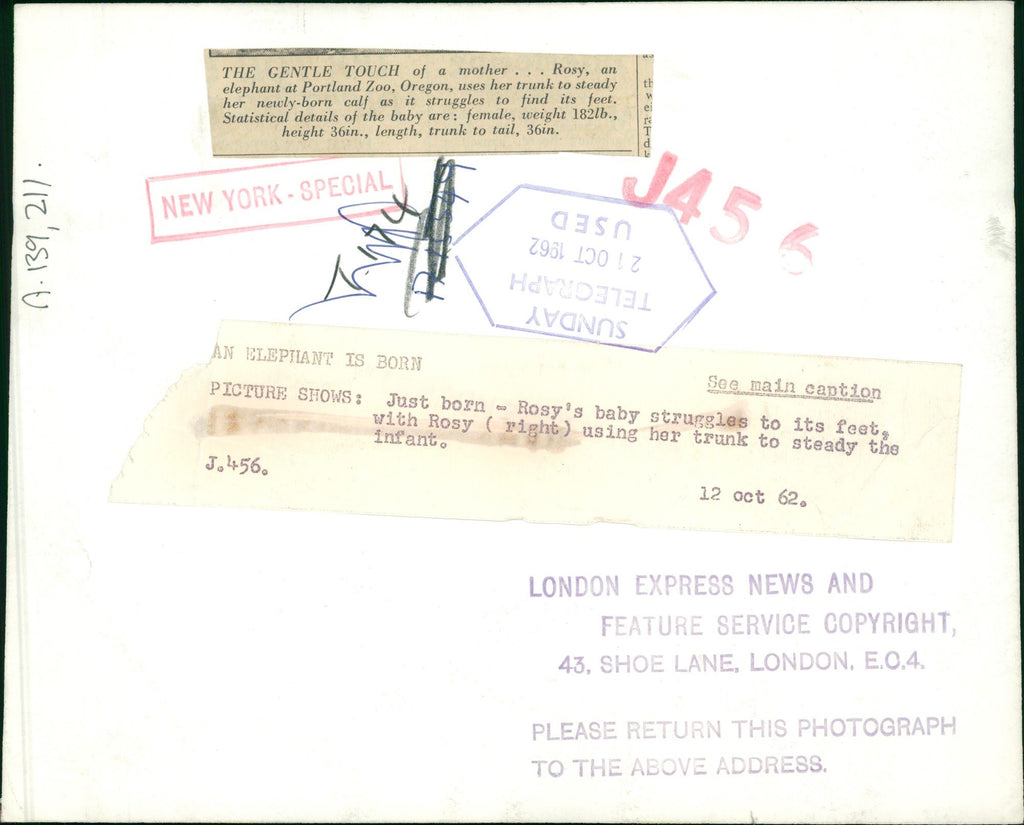 THE GENTLE TOUCH of a mother . . . Rosy, an
elephant at Portland Zoo, Oregon, uses her trunk to steady
her newly-born calf as it struggles to find its feet.
Statistical details of the baby are: female, weight 182lb.,
height 36in., length, trunk to tail, 36in.
NEW YORK - SPECIAL
J456
A.139,211.
SUNDAY
TELEGRAPH
21 OCT 1962
USED
AN ELEPHANT IS BORN
See main caption
PICTURE SHOWS: Just born - Rosy's baby struggles to its feet,
with Rosy ( right) using her trunk to steady the
infant.
J.456.
12 oct 62.
LONDON EXPRESS NEWS AND
FEATURE SERVICE COPYRIGHT,
43, SHOE LANE, LONDON, E.C.4.
PLEASE RETURN THIS PHOTOGRAPH
TO THE ABOVE ADDRESS.